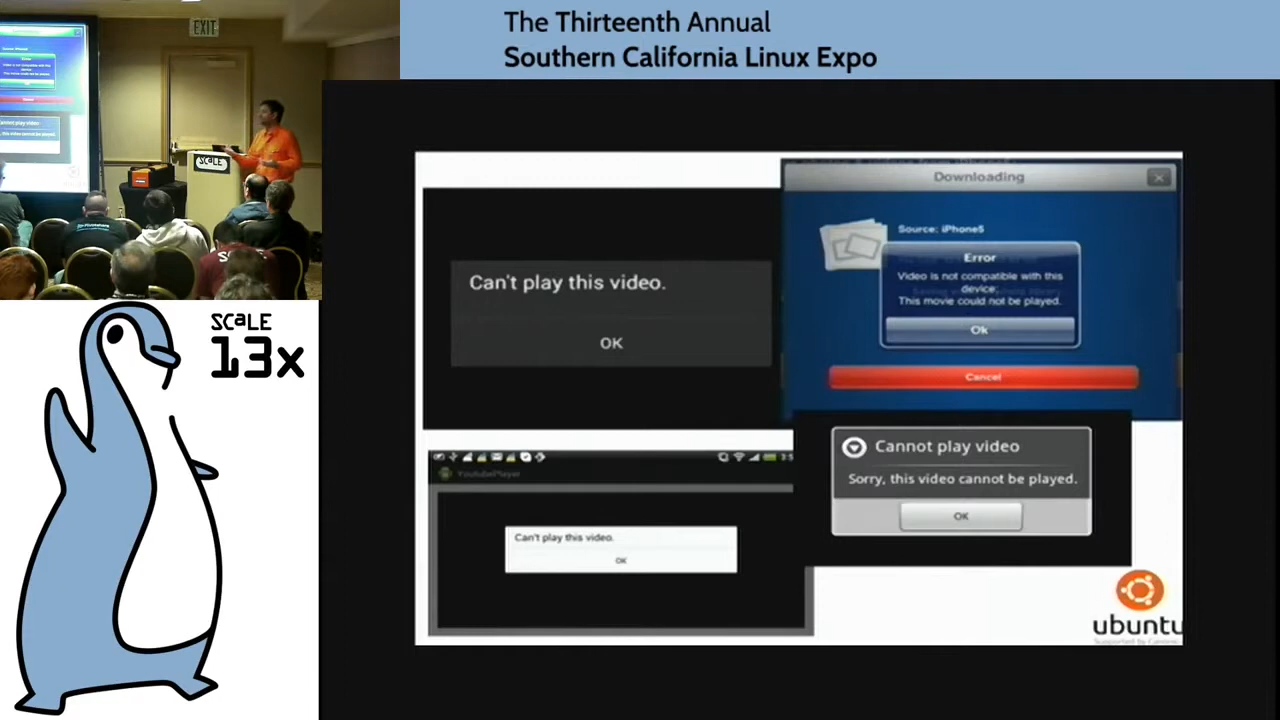 The Thirteenth Annual
Southern California Linux Expo
EXIT
SCALE
SCALE
13x
Can't play this video.
OK
Downloading
Source: iPhone5
Error
Video is not compatible with this
device.
This movie could not be played.
Ok
Cancel
YoutubePlayer
Can't play this video.
OK
Cannot play video
Sorry, this video cannot be played.
OK
ubuntu